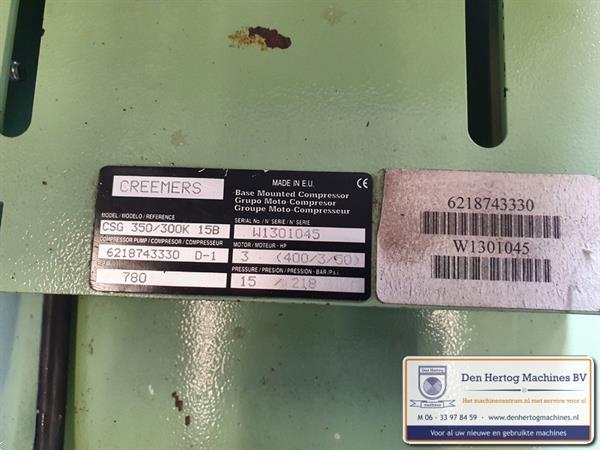 CREEMERS
MADE IN E.U.
CE
Base Mounted Compressor
Grupo Moto-Compresor
Groupe Moto-Compresseur
MODEL / MODELO / REFERENCE
CSG 350/300K 15B
SERIAL No. / N° SERIE / N° SERIE
W1301045
COMPRESSOR PUMP / COMPRESOR / COMPRESSEUR
6218743330 D-1
MOTOR / MOTEUR - HP
3 (400/3/50)
780
PRESSURE / PRESION / PRESSION - BAR / P.s.i.
15 / 218
6218743330
W1301045
Den Hertog Machines BV
Het machinecentrum.nl met service voor u!
M 06 - 33 97 84 59 - www.denhertogmachines.nl
Voor al uw nieuwe en gebruikte machines